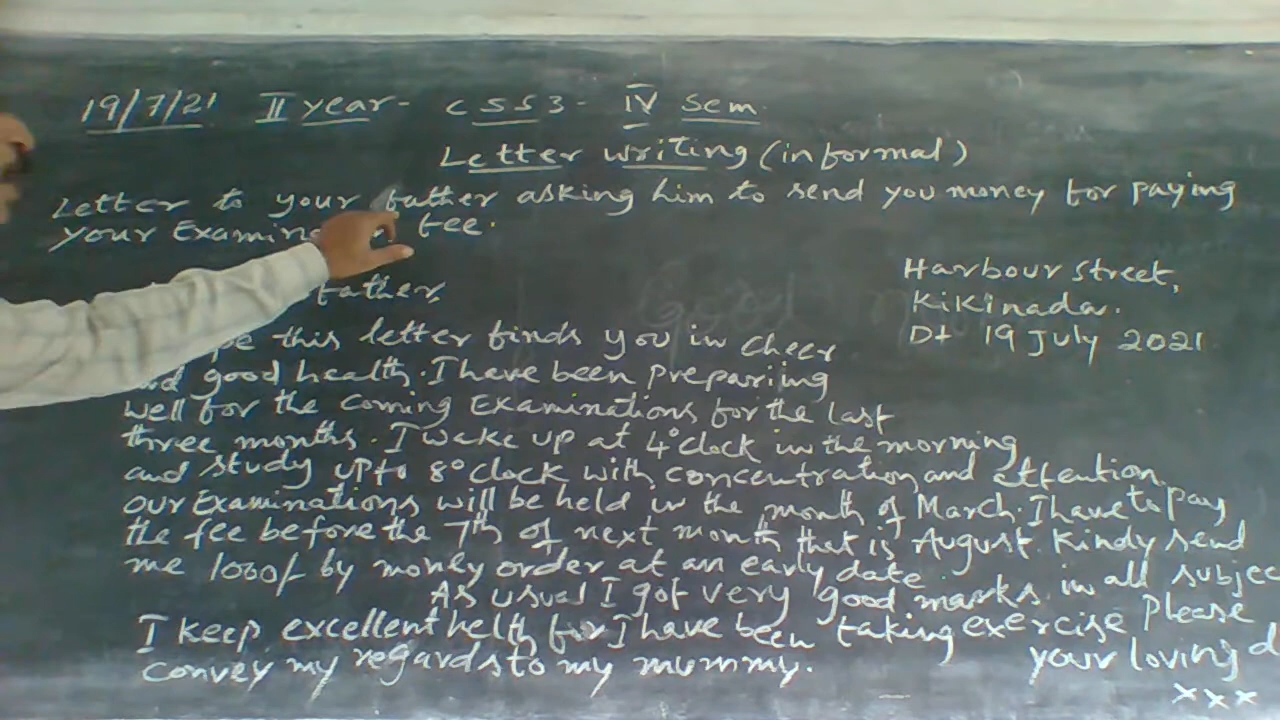 19/7/21 II year - CSS3 - IV Sem.
Letter writing (informal)
Letter to your father asking him to send you money for paying
your Examin fee.
Harbour street,
Kikinada.
Dt 19 July 2021
father,
this letter finds you in cheer
and good health. I have been prepariing
well for the coming Examinations for the last
three months. I wake up at 4°clock in the morning
and study upto 8°clock with concentration and attention.
our Examinations will be held in the month of March. I have to pay
the fee before the 7th of next month that is August. Kindy send
me 1000/- by money order at an early date.
As usual I got very good marks in all subjec
I keep excellent helth for I have been taking exercise please
convey my regards to my mummy.
your loving d
xxx